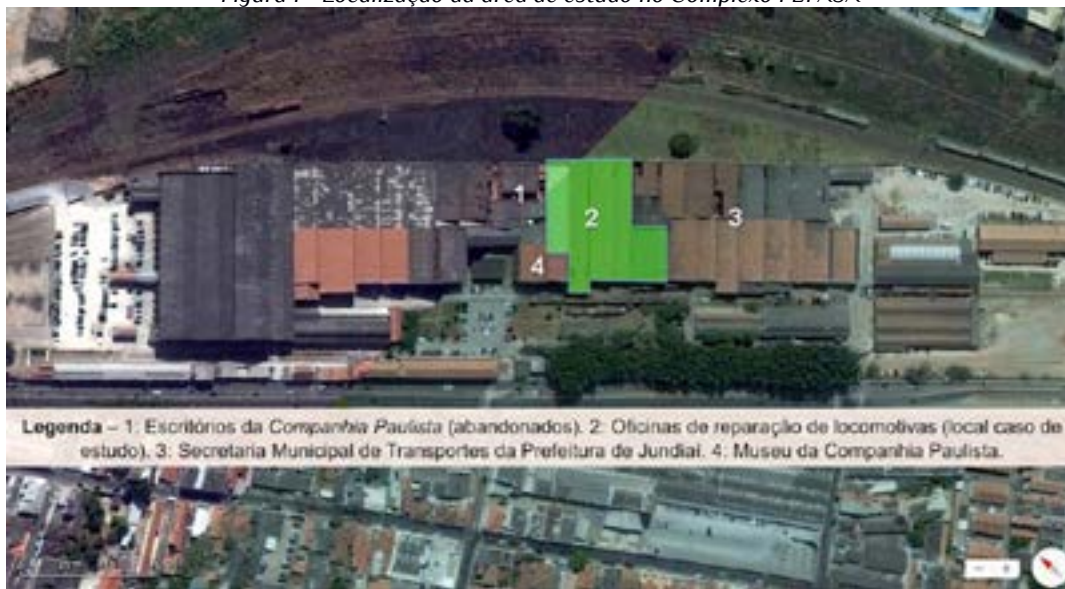 Figura 1 - Localização da área de estudo no Complexo FEPASA
1
2
3
4
Legenda – 1: Escritórios da Companhia Paulista (abandonados). 2: Oficinas de reparação de locomotivas (local caso de
estudo). 3: Secretaria Municipal de Transportes da Prefeitura de Jundiaí. 4: Museu da Companhia Paulista.